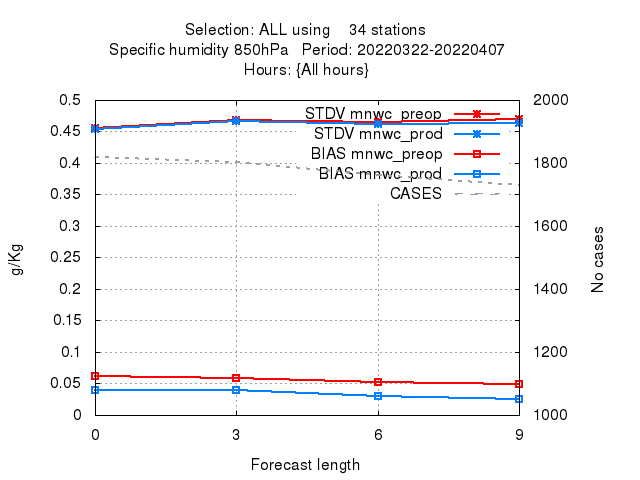 Selection: ALL using 34 stations
Specific humidity 850hPa Period: 20220322-20220407
Hours: {All hours}
0.5
0.45
0.4
0.35
0.3
0.25
0.2
0.15
0.1
0.05
0
2000
1800
1600
1400
1200
1000
STDV mnwc_preop
STDV mnwc_prod
BIAS mnwc_preop
BIAS mnwc_prod
CASES
g/Kg
No cases
0 3 6 9
Forecast length